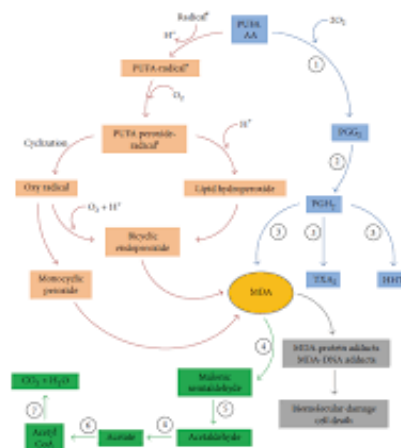 Radical•
H•
PUFA
AA
2O₂
PUFA-radical•
1
O₂
PUFA peroxide-
radical•
H•
Cyclization
PGG₂
2
Oxy radical
Lipid hydroperoxide
O₂ + H•
PGH₂
Bicyclic
endoperoxide
3
3
3
Monocyclic
peroxide
MDA
TXA₂
HHT
4
MDA-protein adducts
MDA-DNA adducts
CO₂ + H₂O
Malonic
semialdehyde
Biomolecular damage
cell death
7
5
Acetyl
CoA
6
Acetate
Acetaldehyde